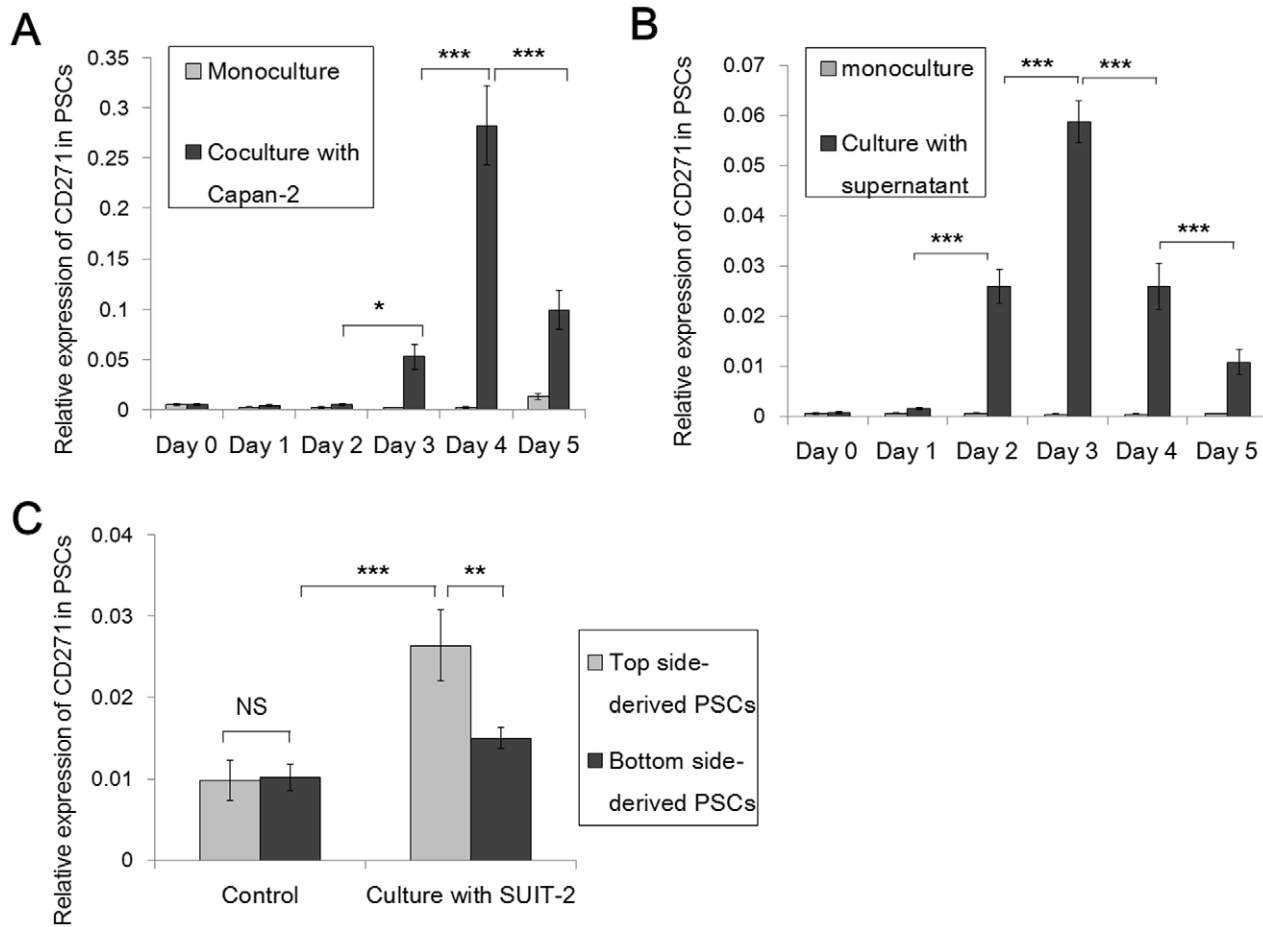 A
Relative expression of CD271 in PSCs
0.35
0.3
0.25
0.2
0.15
0.1
0.05
0
Monoculture
Coculture with
Capan-2
*
***
***
Day 0 Day 1 Day 2 Day 3 Day 4 Day 5
B
Relative expression of CD271 in PSCs
0.07
0.06
0.05
0.04
0.03
0.02
0.01
0
monoculture
Culture with
supernatant
***
***
***
***
Day 0 Day 1 Day 2 Day 3 Day 4 Day 5
C
Relative expression of CD271 in PSCs
0.04
0.03
0.02
0.01
0
NS
***
**
Control Culture with SUIT-2
Top side-
derived PSCs
Bottom side-
derived PSCs